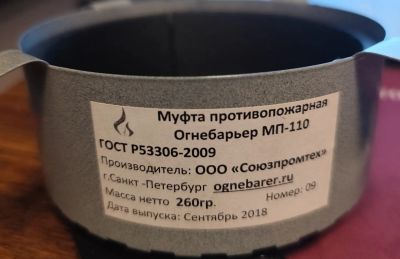 Муфта противопожарная
Огнебарьер МП-110
ГОСТ Р53306-2009
Производитель: ООО «Союзпромтех»
г.Санкт -Петербург ognebarer.ru
Масса нетто 260гр. Номер: 09
Дата выпуска: Сентябрь 2018